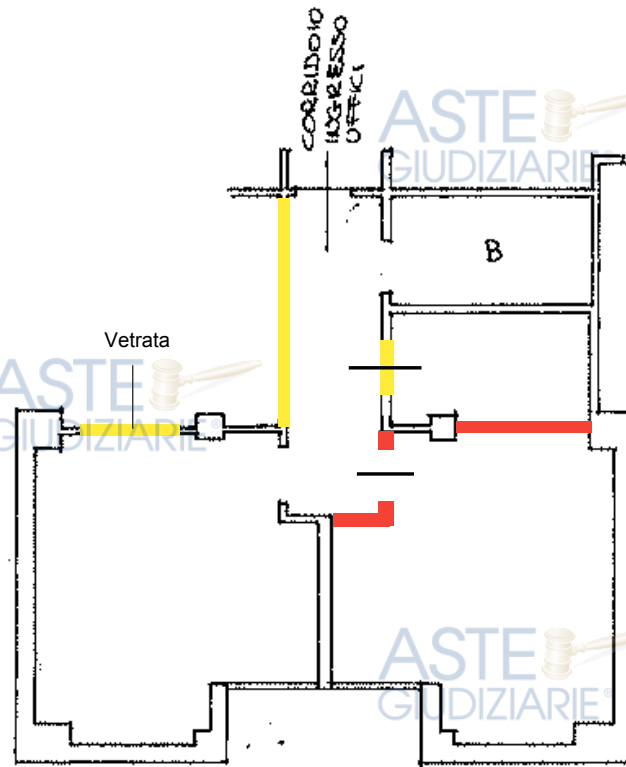 CORRIDOIO
INGRESSO
UFFICI
ASTE
GIUDIZIARIE®
B
Vetrata
ASTE
GIUDIZIARIE®
ASTE
GIUDIZIARIE®